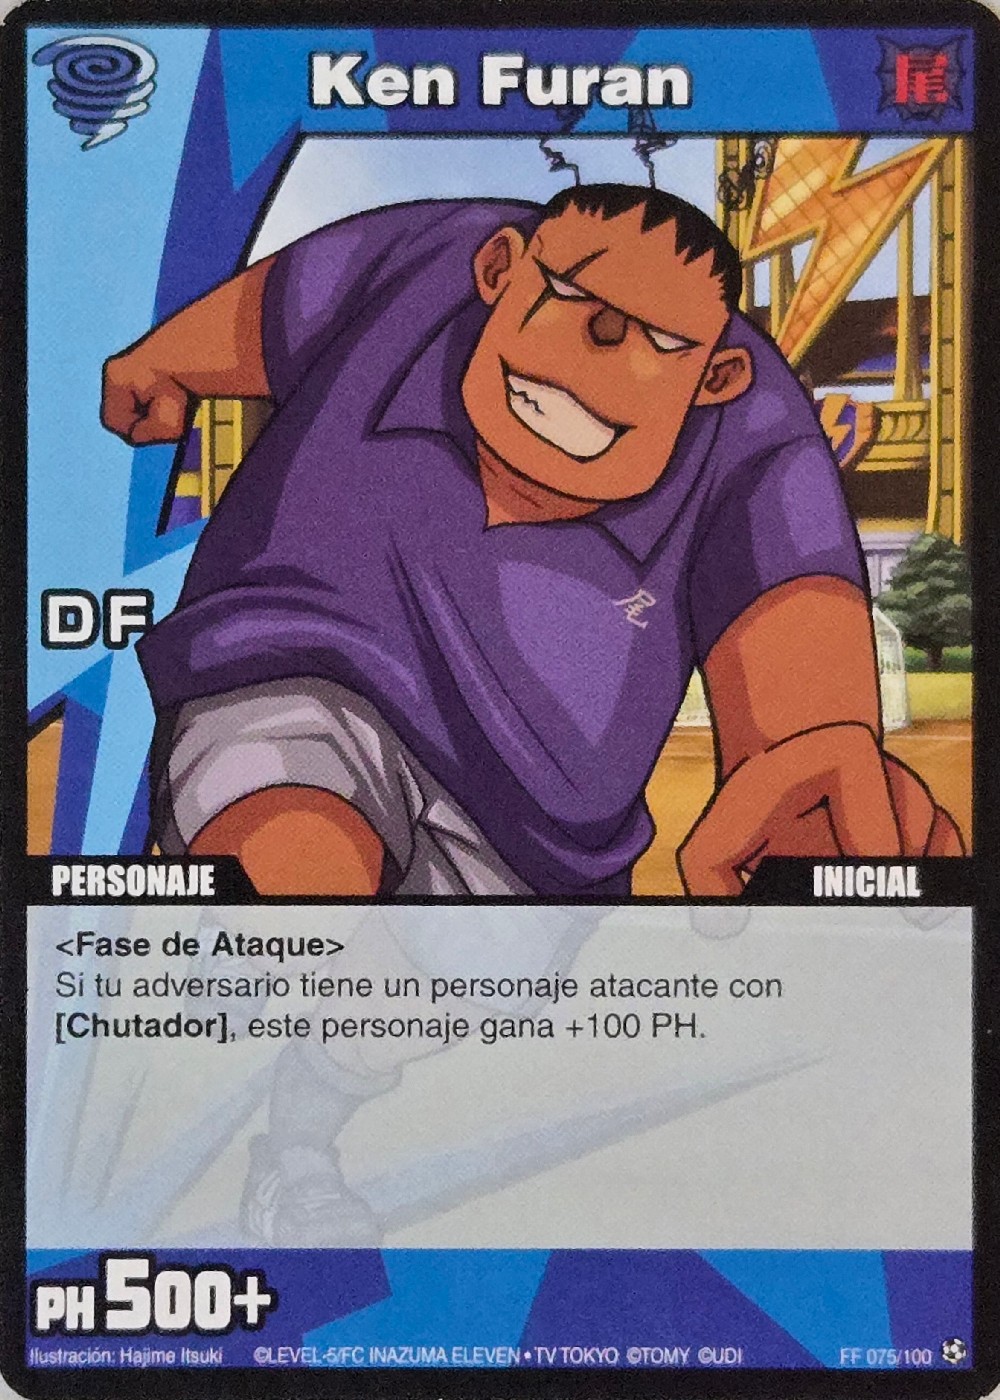 Ken Furan
尾
尾
DF
PERSONAJE
INICIAL
<Fase de Ataque>
Si tu adversario tiene un personaje atacante con
[Chutador], este personaje gana +100 PH.
PH 500+
Ilustración: Hajime Itsuki ©LEVEL-5/FC INAZUMA ELEVEN • TV TOKYO ©TOMY ©UDI FF 075/100